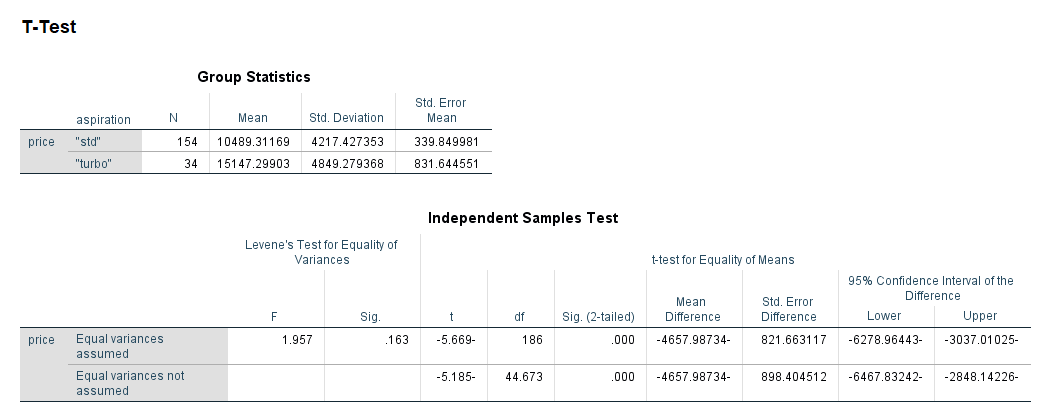 T-Test
Group Statistics
aspiration N Mean Std. Deviation Std. Error Mean
price "std" 154 10489.31169 4217.427353 339.849981
"turbo" 34 15147.29903 4849.279368 831.644551
Independent Samples Test
Levene's Test for Equality of Variances
t-test for Equality of Means
95% Confidence Interval of the Difference
F Sig. t df Sig. (2-tailed) Mean Difference Std. Error Difference Lower Upper
price Equal variances assumed 1.957 .163 -5.669- 186 .000 -4657.98734- 821.663117 -6278.96443- -3037.01025-
Equal variances not assumed -5.185- 44.673 .000 -4657.98734- 898.404512 -6467.83242- -2848.14226-